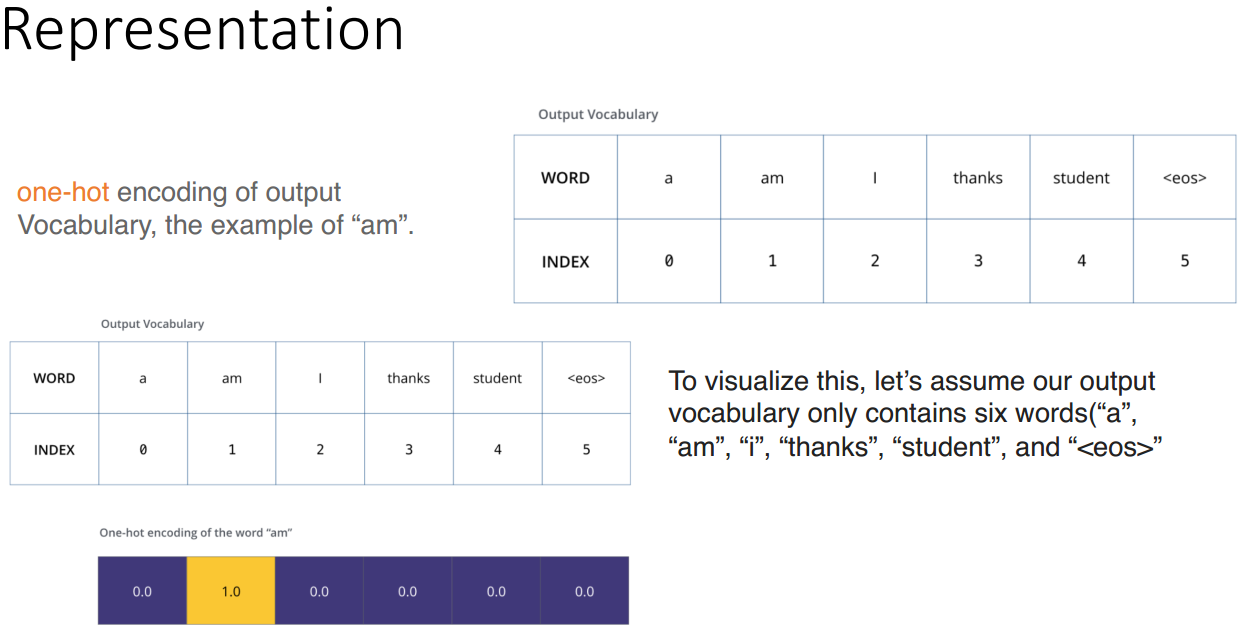 Representation
Output Vocabulary
WORD a am I thanks student <eos>
INDEX 0 1 2 3 4 5
one-hot encoding of output
Vocabulary, the example of “am”.
Output Vocabulary
WORD a am I thanks student <eos>
INDEX 0 1 2 3 4 5
To visualize this, let’s assume our output
vocabulary only contains six words(“a”,
“am”, “i”, “thanks”, “student”, and “<eos>”
One-hot encoding of the word “am”
0.0 1.0 0.0 0.0 0.0 0.0